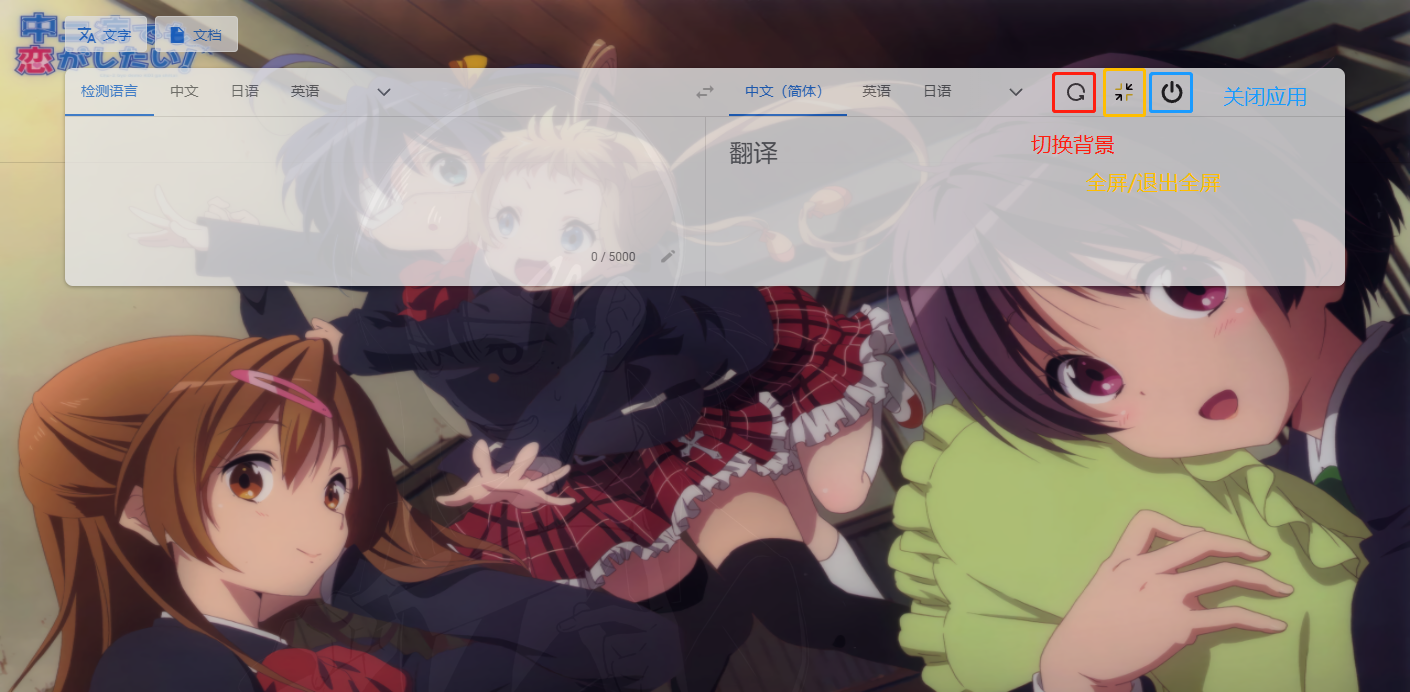 中二病でも
恋がしたい!
文字 文档
检测语言 中文 日语 英语 中文（简体） 英语 日语
关闭应用
翻译
切换背景
全屏/退出全屏
0 / 5000